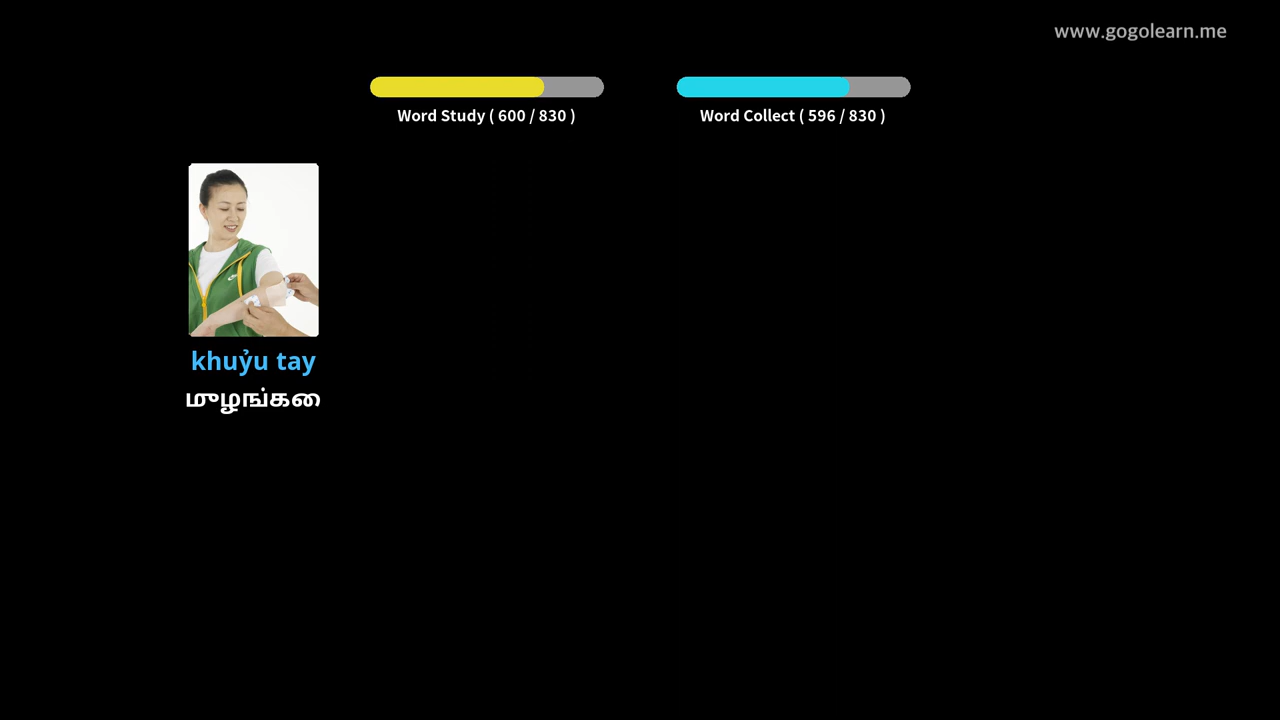 www.gogolearn.me
Word Study ( 600 / 830 )
Word Collect ( 596 / 830 )
khuỷu tay
முழங்கை